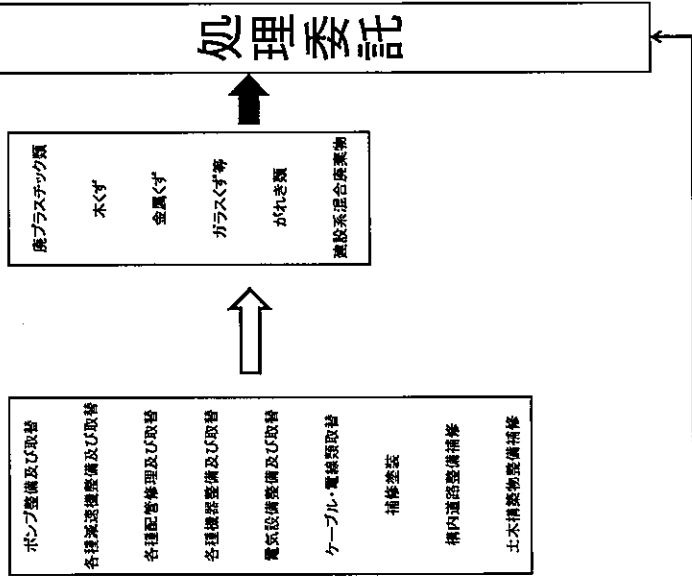 ポンプ整備及び取替
各種減速機整備及び取替
各種配管修理及び取替
各種機器整備及び取替
電気設備整備及び取替
ケーブル・電線類取替
補修塗装
構内道路整備補修
土木構築物整備補修
廃プラスチック類
木くず
金属くず
ガラスくず等
がれき類
建設系混合廃棄物
処理委託